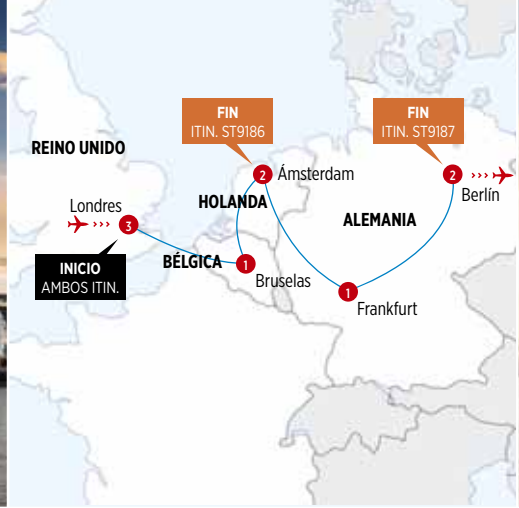 FIN
ITIN. ST9186
FIN
ITIN. ST9187
REINO UNIDO
2
Ámsterdam
2
Berlín
Londres
HOLANDA
3
ALEMANIA
INICIO
AMBOS ITIN.
BÉLGICA
1
Bruselas
1
Frankfurt